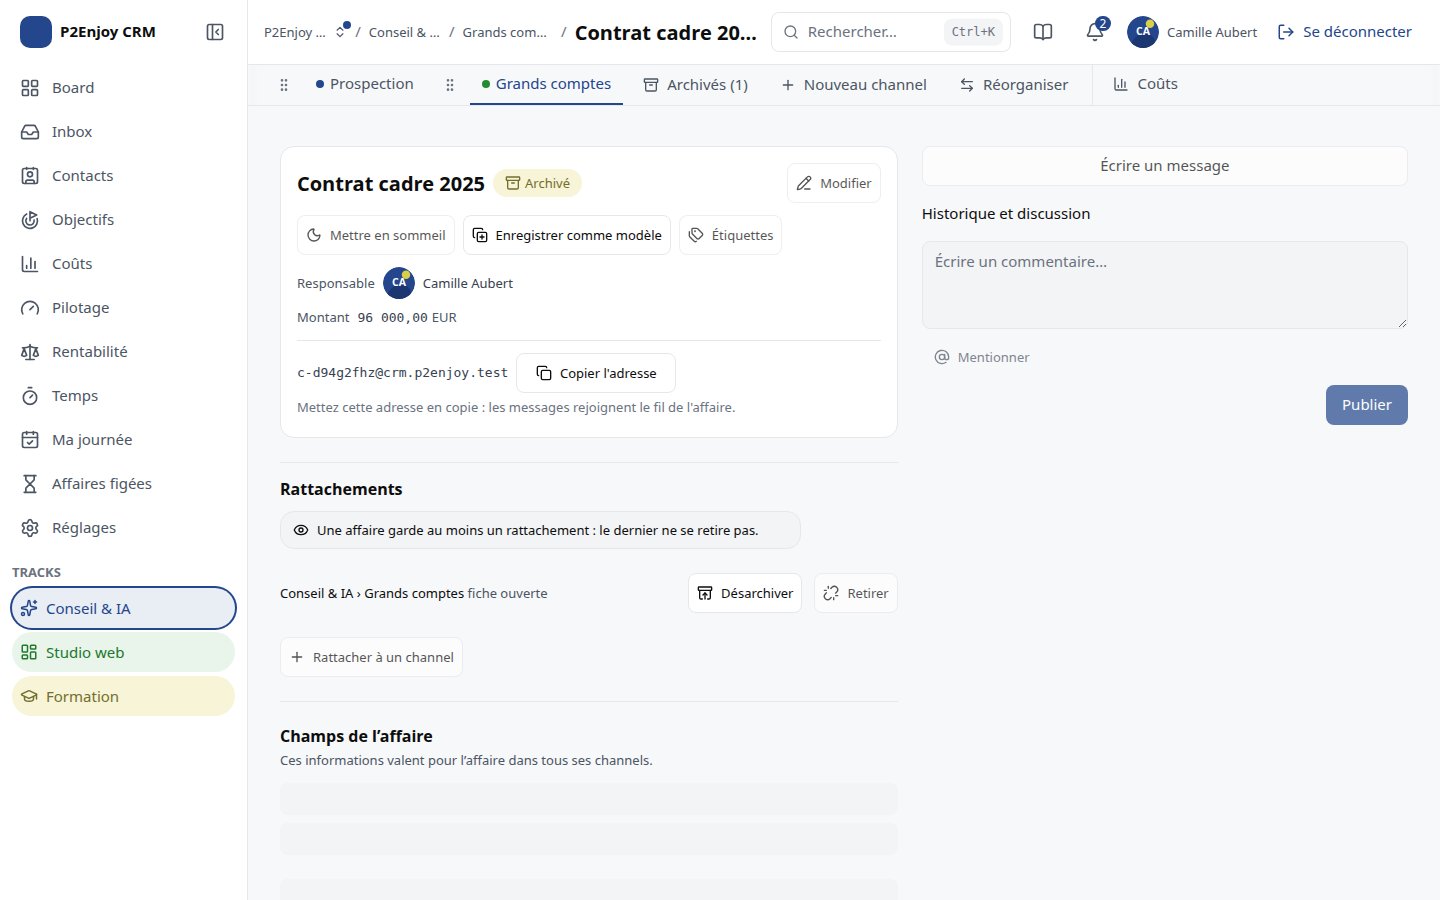 P2Enjoy CRM
Board
Inbox
Contacts
Objectifs
Coûts
Pilotage
Rentabilité
Temps
Ma journée
Affaires figées
Réglages
TRACKS
Conseil & IA
Studio web
Formation
P2Enjoy ... / Conseil & ... / Grands com... / Contrat cadre 20...
Rechercher... Ctrl+K
2
CA Camille Aubert
Se déconnecter
Prospection
Grands comptes
Archivés (1)
Nouveau channel
Réorganiser
Coûts
Contrat cadre 2025 Archivé
Modifier
Mettre en sommeil
Enregistrer comme modèle
Étiquettes
Responsable CA Camille Aubert
Montant 96 000,00 EUR
c-d94g2fhz@crm.p2enjoy.test Copier l'adresse
Mettez cette adresse en copie : les messages rejoignent le fil de l'affaire.
Rattachements
Une affaire garde au moins un rattachement : le dernier ne se retire pas.
Conseil & IA › Grands comptes fiche ouverte
Désarchiver
Retirer
Rattacher à un channel
Champs de l’affaire
Ces informations valent pour l’affaire dans tous ses channels.
Écrire un message
Historique et discussion
Écrire un commentaire...
Mentionner
Publier